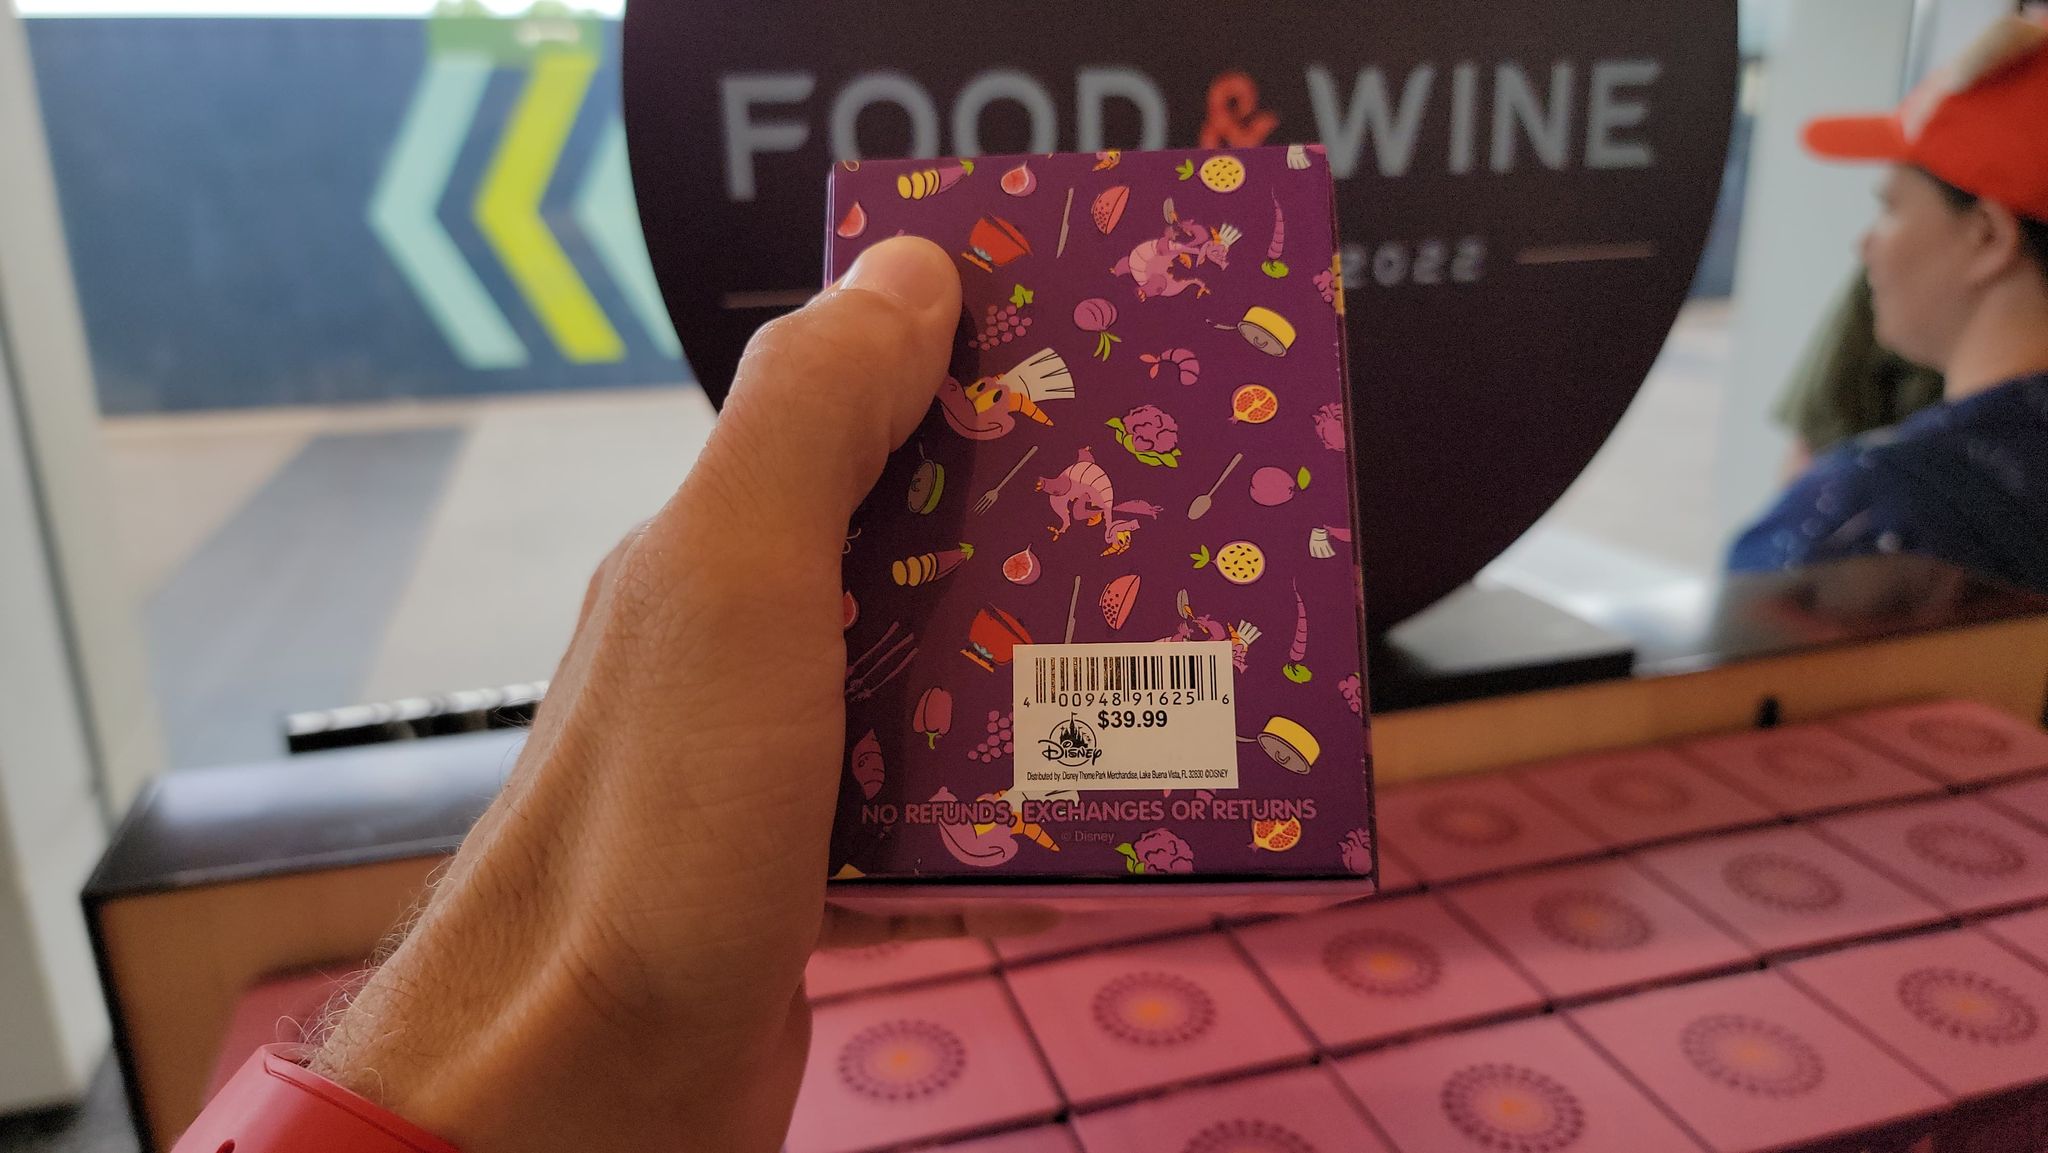 FOOD & WINE
2022
4 00948 91625 6
$39.99
Disney
Distributed by: Disney Theme Park Merchandise, Lake Buena Vista, FL 32830 ©DISNEY
NO REFUNDS, EXCHANGES OR RETURNS
© Disney